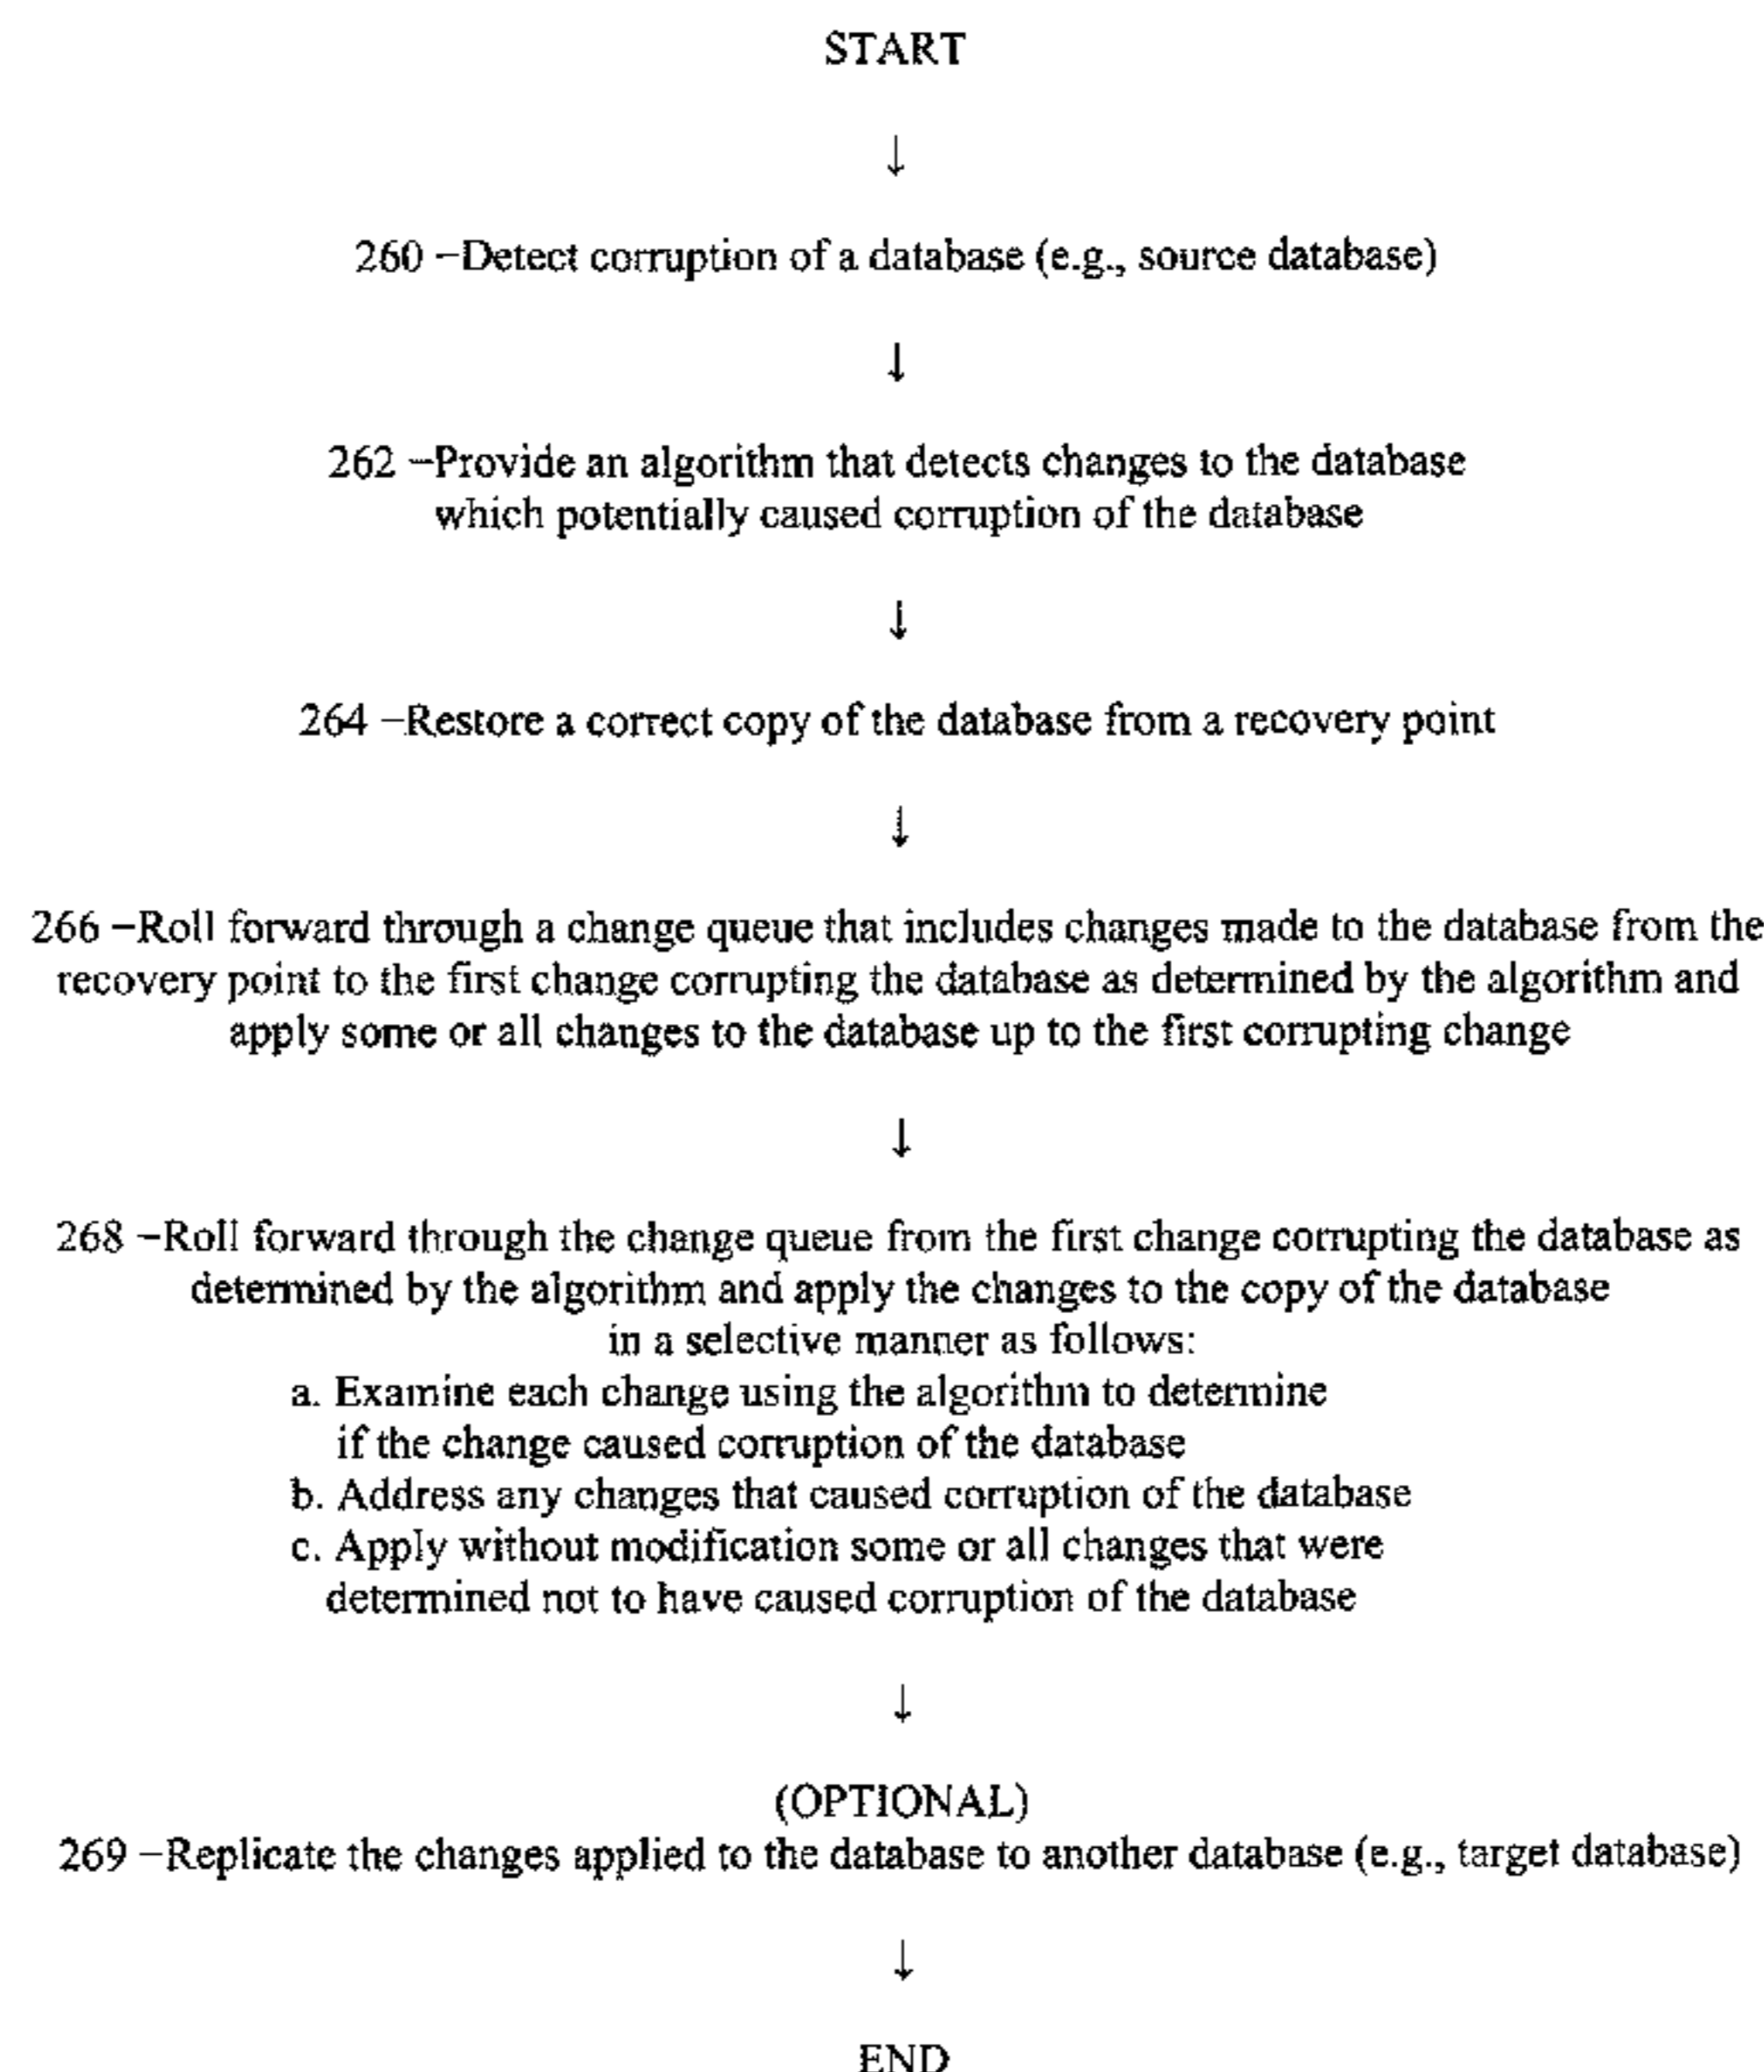 START
↓
260 –Detect corruption of a database (e.g., source database)
↓
262 –Provide an algorithm that detects changes to the database
which potentially caused corruption of the database
↓
264 –Restore a correct copy of the database from a recovery point
↓
266 –Roll forward through a change queue that includes changes made to the database from the
recovery point to the first change corrupting the database as determined by the algorithm and
apply some or all changes to the database up to the first corrupting change
↓
268 –Roll forward through the change queue from the first change corrupting the database as
determined by the algorithm and apply the changes to the copy of the database
in a selective manner as follows:
a. Examine each change using the algorithm to determine
if the change caused corruption of the database
b. Address any changes that caused corruption of the database
c. Apply without modification some or all changes that were
determined not to have caused corruption of the database
↓
(OPTIONAL)
269 –Replicate the changes applied to the database to another database (e.g., target database)
↓
END